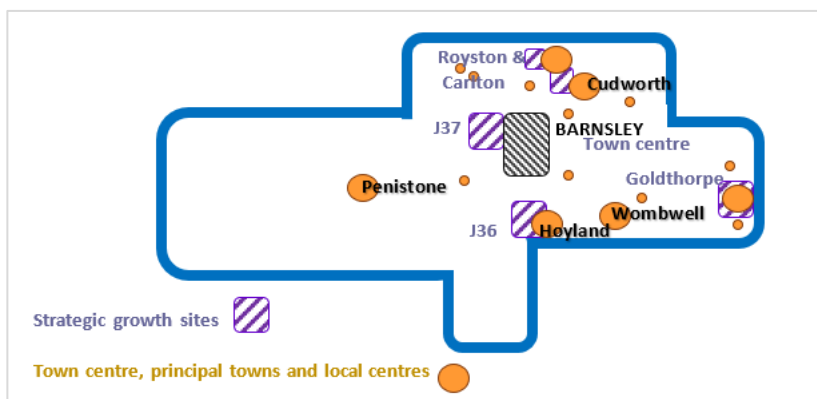 Royston &
Carlton
Cudworth
J37
BARNSLEY
Town centre
Goldthorpe
Penistone
Wombwell
J36
Hoyland
Strategic growth sites
Town centre, principal towns and local centres